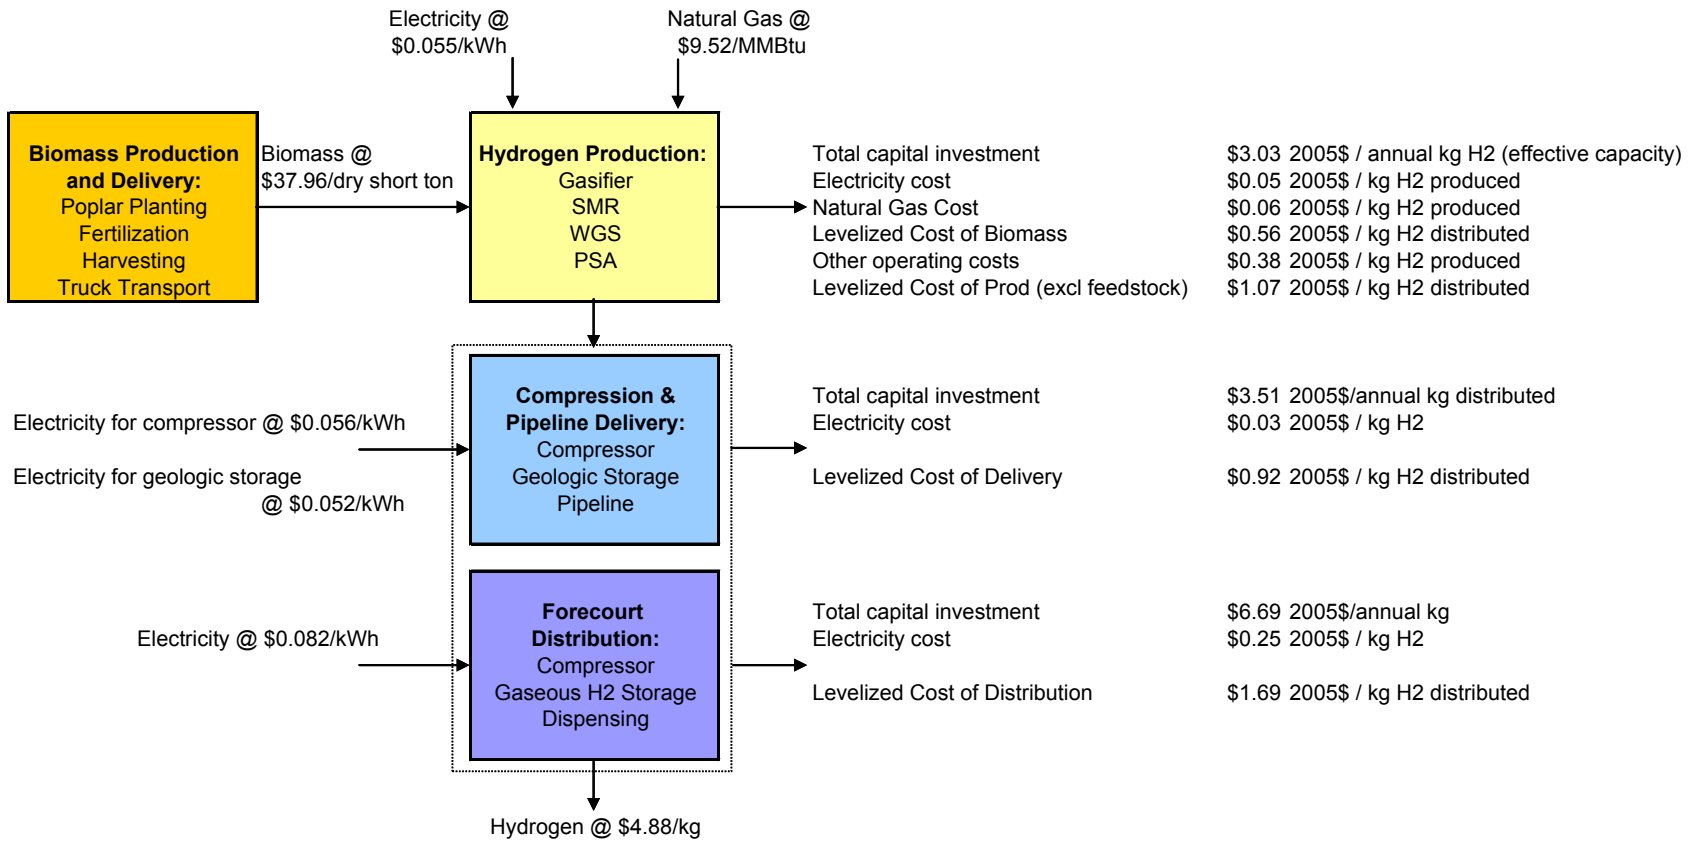 Electricity @
$0.055/kWh
Natural Gas @
$9.52/MMBtu
Biomass Production
and Delivery:
Poplar Planting
Fertilization
Harvesting
Truck Transport
Biomass @
$37.96/dry short ton
Hydrogen Production:
Gasifier
SMR
WGS
PSA
Total capital investment $3.03 2005$ / annual kg H2 (effective capacity)
Electricity cost $0.05 2005$ / kg H2 produced
Natural Gas Cost $0.06 2005$ / kg H2 produced
Levelized Cost of Biomass $0.56 2005$ / kg H2 distributed
Other operating costs $0.38 2005$ / kg H2 produced
Levelized Cost of Prod (excl feedstock) $1.07 2005$ / kg H2 distributed
Electricity for compressor @ $0.056/kWh
Electricity for geologic storage
@ $0.052/kWh
Compression &
Pipeline Delivery:
Compressor
Geologic Storage
Pipeline
Total capital investment $3.51 2005$/annual kg distributed
Electricity cost $0.03 2005$ / kg H2
Levelized Cost of Delivery $0.92 2005$ / kg H2 distributed
Electricity @ $0.082/kWh
Forecourt
Distribution:
Compressor
Gaseous H2 Storage
Dispensing
Total capital investment $6.69 2005$/annual kg
Electricity cost $0.25 2005$ / kg H2
Levelized Cost of Distribution $1.69 2005$ / kg H2 distributed
Hydrogen @ $4.88/kg